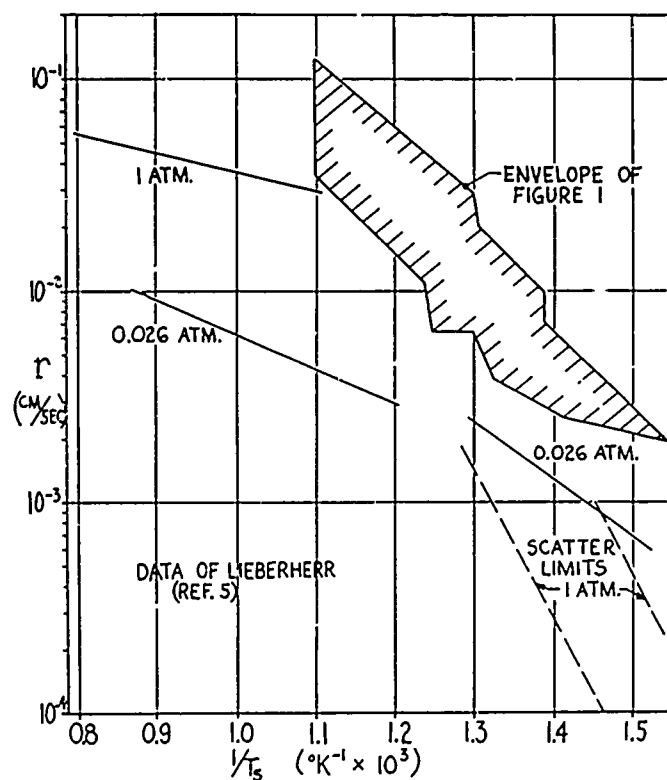 10⁻¹
ENVELOPE OF
FIGURE 1
1 ATM.
10⁻²
0.026 ATM.
r
(CM/SEC)
0.026 ATM.
10⁻³
DATA OF LIEBERHERR
(REF. 5)
SCATTER
LIMITS
1 ATM.
10⁻⁴
0.8 0.9 1.0 1.1 1.2 1.3 1.4 1.5
1/Ts (°K⁻¹ × 10³)